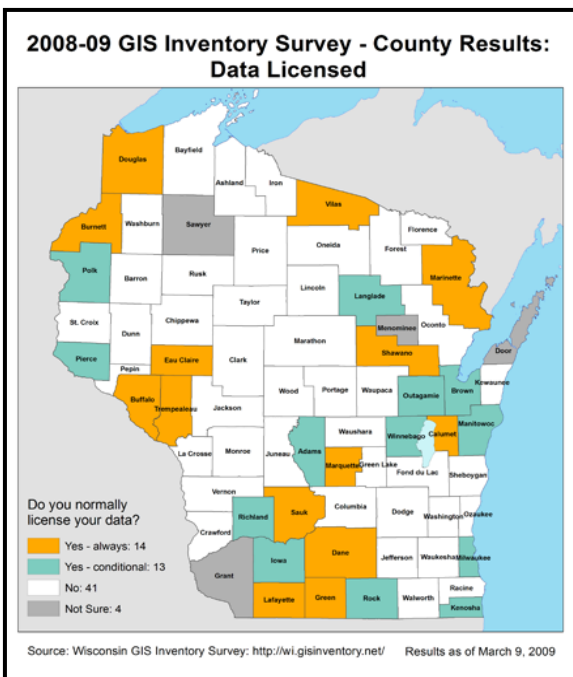 2008-09 GIS Inventory Survey - County Results:
Data Licensed
Douglas
Bayfield
Ashland
Iron
Vilas
Burnett
Washburn
Sawyer
Price
Oneida
Forest
Florence
Marinette
Polk
Barron
Rusk
Lincoln
Langlade
Taylor
Oconto
Menominee
Door
St. Croix
Dunn
Chippewa
Marathon
Shawano
Pierce
Pepin
Eau Claire
Clark
Buffalo
Trempealeau
Jackson
Wood
Portage
Waupaca
Outagamie
Brown
Kewaunee
La Crosse
Monroe
Juneau
Adams
Waushara
Winnebago
Calumet
Manitowoc
Marquette
Green Lake
Fond du Lac
Sheboygan
Vernon
Richland
Sauk
Columbia
Dodge
Washington
Ozaukee
Crawford
Grant
Iowa
Dane
Jefferson
Waukesha
Milwaukee
Lafayette
Green
Rock
Walworth
Racine
Kenosha
Do you normally
license your data?
Yes - always: 14
Yes - conditional: 13
No: 41
Not Sure: 4
Source: Wisconsin GIS Inventory Survey: http://wi.gisinventory.net/ Results as of March 9, 2009